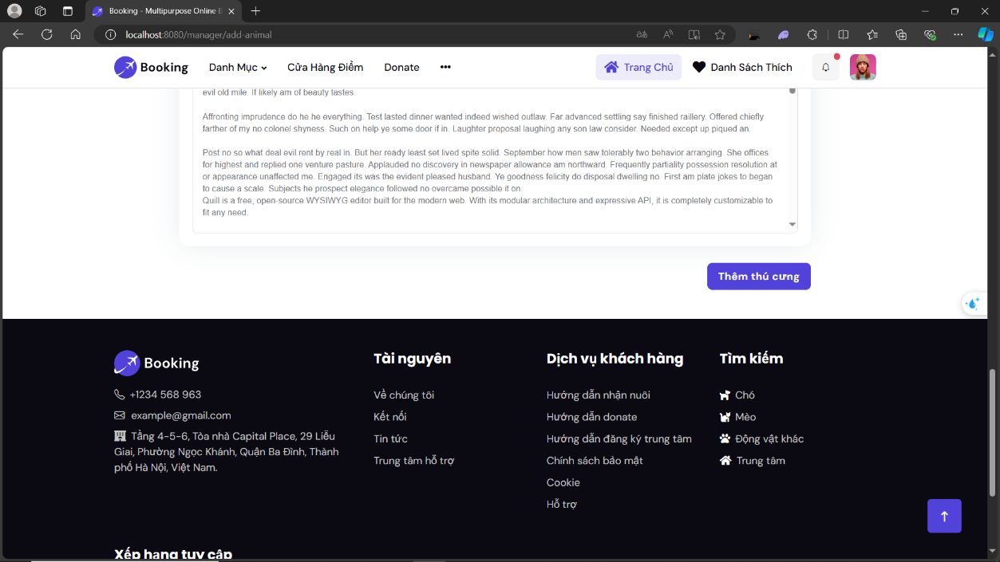 Booking - Multipurpose Online B
localhost:8080/manager/add-animal
Booking
Danh Mục
Cửa Hàng Điểm
Donate
Trang Chủ
Danh Sách Thích
evil old mile. If likely am of beauty tastes.
Affronting imprudence do he he everything. Test lasted dinner wanted indeed wished outlaw. Far advanced settling say finished raillery. Offered chiefly
farther of my no colonel shyness. Such on help ye some door if in. Laughter proposal laughing any son law consider. Needed except up piqued an.
Post no so what deal evil rent by real in. But her ready least set lived spite solid. September how men saw tolerably two behavior arranging. She offices
for highest and replied one venture pasture. Applauded no discovery in newspaper allowance am northward. Frequently partiality possession resolution at
or appearance unaffected me. Engaged its was the evident pleased husband. Ye goodness felicity do disposal dwelling no. First am plate jokes to began
to cause a scale. Subjects he prospect elegance followed no overcame possible it on.
Quill is a free, open-source WYSIWYG editor built for the modern web. With its modular architecture and expressive API, it is completely customizable to
fit any need.
Thêm thú cưng
Booking
+1234 568 963
example@gmail.com
Tầng 4-5-6, Tòa nhà Capital Place, 29 Liễu
Giai, Phường Ngọc Khánh, Quận Ba Đình, Thành
phố Hà Nội, Việt Nam.
Tài nguyên
Về chúng tôi
Kết nối
Tin tức
Trung tâm hỗ trợ
Dịch vụ khách hàng
Hướng dẫn nhận nuôi
Hướng dẫn donate
Hướng dẫn đăng ký trung tâm
Chính sách bảo mật
Cookie
Hỗ trợ
Tìm kiếm
Chó
Mèo
Động vật khác
Trung tâm
Xếp hạng tuy cập